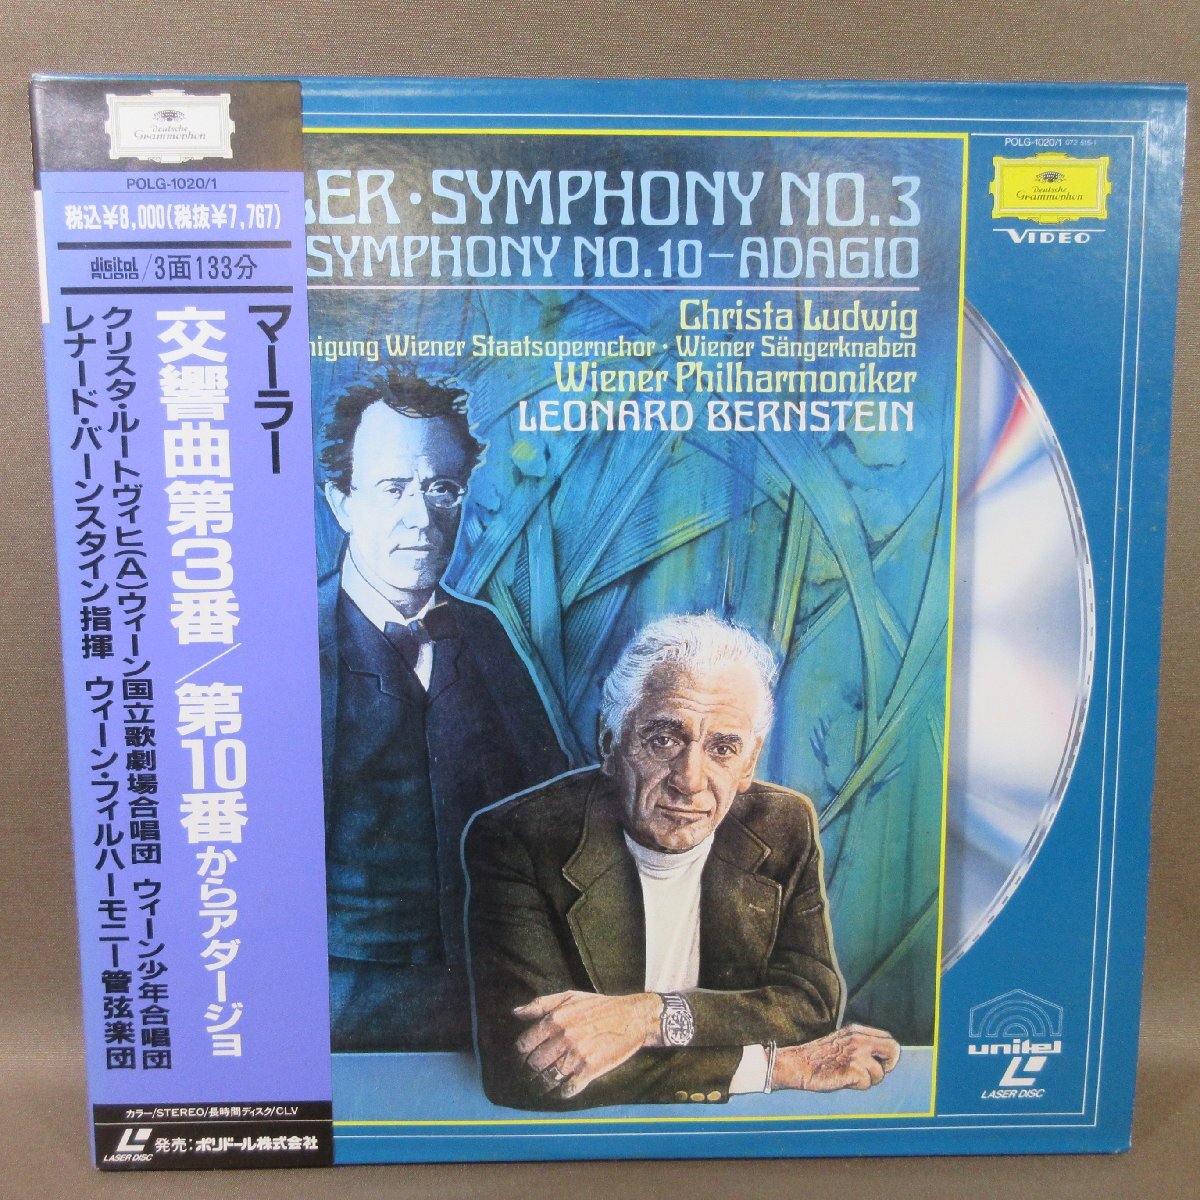 Deutsche
Grammophon
POLG-1020/1
税込¥8,000(税抜¥7,767)
digital AUDIO/3面133分
マーラー
交響曲第3番/第10番からアダージョ
クリスタ・ルートヴィヒ(A)ウィーン国立歌劇場合唱団 ウィーン少年合唱団
レナード・バーンスタイン指揮 ウィーン・フィルハーモニー管弦楽団
カラー/STEREO/長時間ディスク/CLV
LASER DISC 発売:ポリドール株式会社
LER·SYMPHONY NO.3
SYMPHONY NO.10–ADAGIO
Christa Ludwig
nigung Wiener Staatsopernchor · Wiener Sängerknaben
Wiener Philharmoniker
LEONARD BERNSTEIN
POLG-1020/1 072 515-1
Deutsche
Grammophon
VIDEO
unitel
LASER DISC